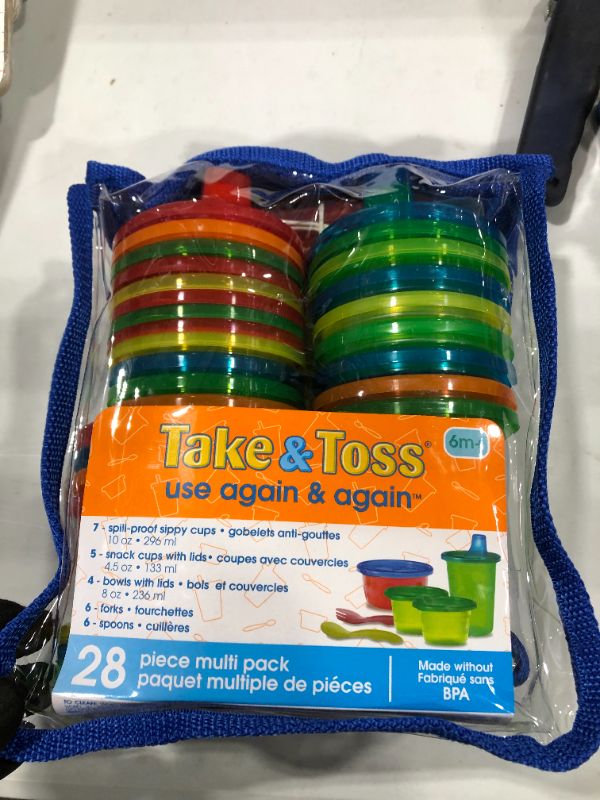 Take & Toss®
6m+
use again & again™
7 - spill-proof sippy cups • gobelets anti-gouttes
10 oz • 296 ml
5 - snack cups with lids • coupes avec couvercles
4.5 oz • 133 ml
4 - bowls with lids • bols et couvercles
8 oz • 236 ml
6 - forks • fourchettes
6 - spoons • cuillères
28 piece multi pack
paquet multiple de piéces
Made without
Fabriqué sans
BPA
TO CLEAN